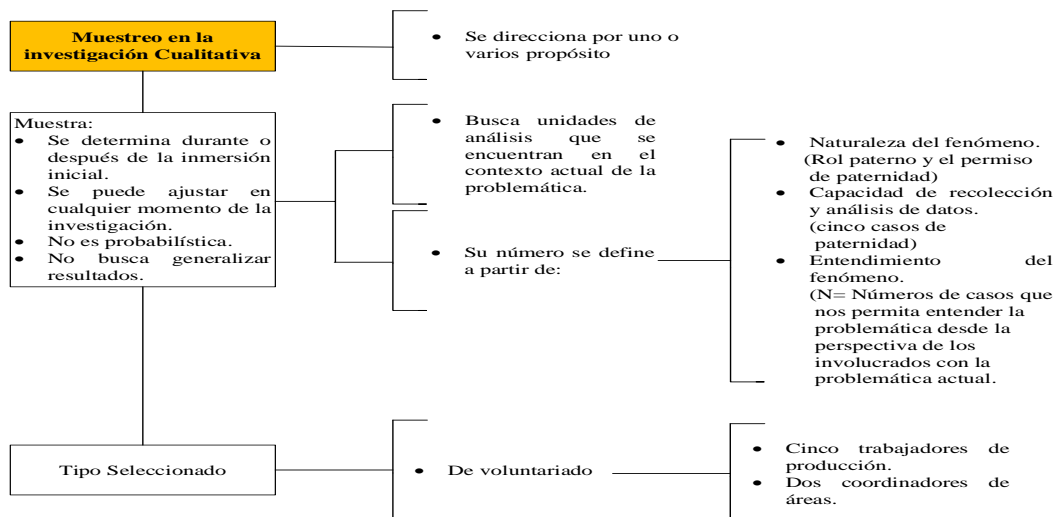 Muestreo en la
investigación Cualitativa
• Se direcciona por uno o
varios propósito
Muestra:
• Se determina durante o
después de la inmersión
inicial.
• Se puede ajustar en
cualquier momento de la
investigación.
• No es probabilística.
• No busca generalizar
resultados.
• Busca unidades de
análisis que se
encuentran en el
contexto actual de la
problemática.
• Su número se define
a partir de:
• Naturaleza del fenómeno.
(Rol paterno y el permiso
de paternidad)
• Capacidad de recolección
y análisis de datos.
(cinco casos de
paternidad)
• Entendimiento del
fenómeno.
(N= Números de casos que
nos permita entender la
problemática desde la
perspectiva de los
involucrados con la
problemática actual.
Tipo Seleccionado
• De voluntariado
• Cinco trabajadores de
producción.
• Dos coordinadores de
áreas.